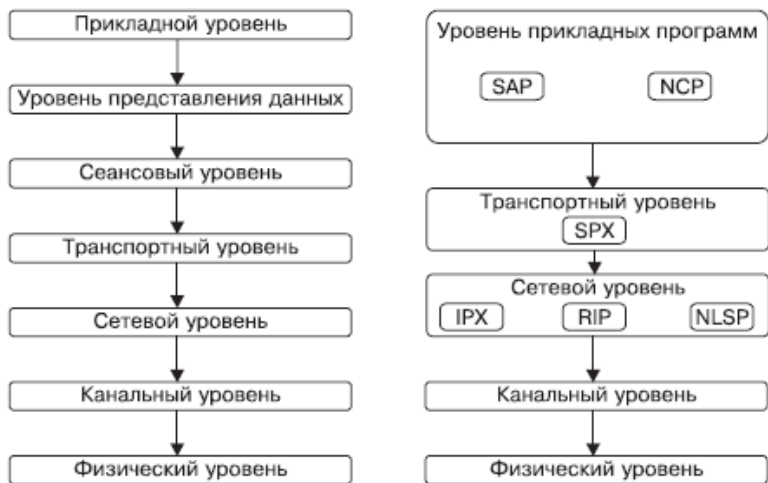 Прикладной уровень
Уровень представления данных
Сеансовый уровень
Транспортный уровень
Сетевой уровень
Канальный уровень
Физический уровень
Уровень прикладных программ
SAP
NCP
Транспортный уровень
SPX
Сетевой уровень
IPX
RIP
NLSP
Канальный уровень
Физический уровень